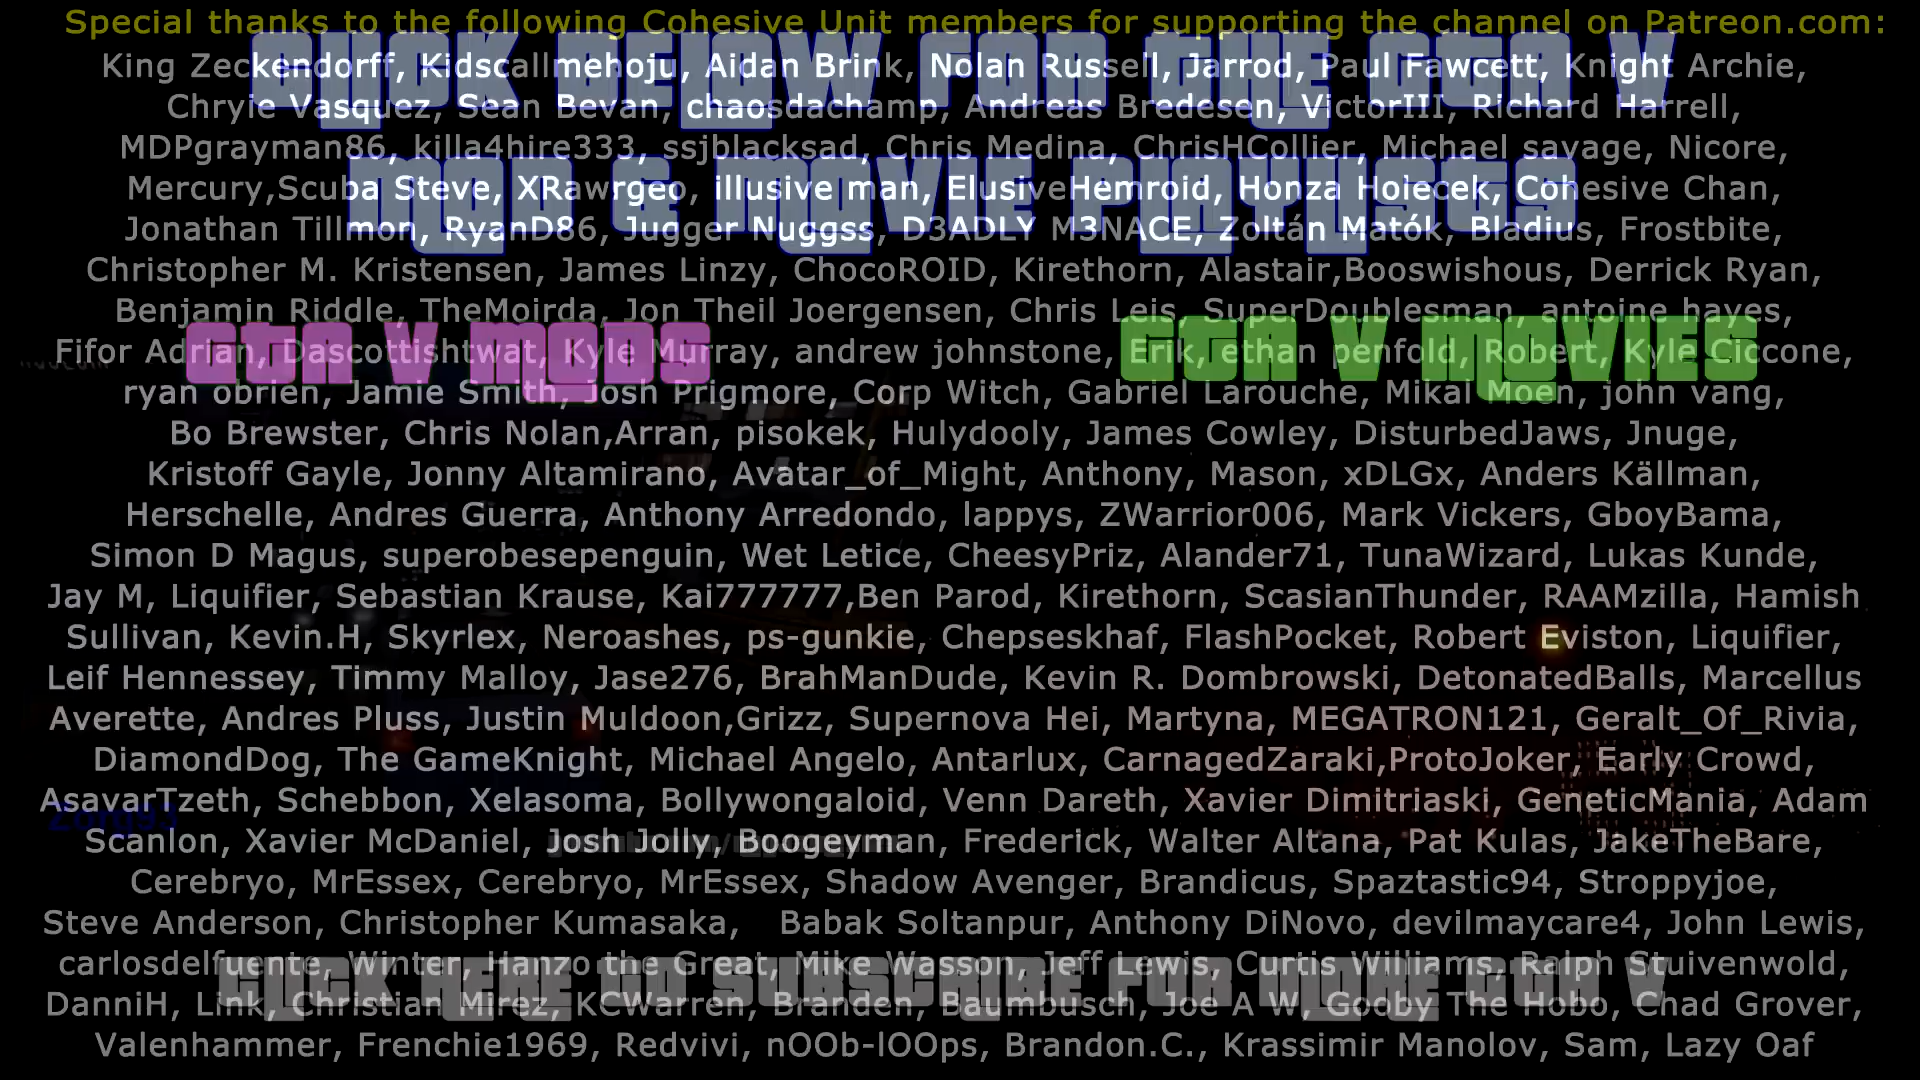 Special thanks to the following Cohesive Unit members for supporting the channel on Patreon.com:
CLICK BELOW FOR THE GTA V
King Zeckendorff, Kidscallmehoju, Aidan Brink, Nolan Russell, Jarrod, Paul Fawcett, Knight Archie,
Chryie Vasquez, Sean Bevan, chaosdachamp, Andreas Bredesen, VictorIII, Richard Harrell,
MDPgrayman86, killa4hire333, ssjblacksad, Chris Medina, ChrisHCollier, Michael savage, Nicore,
MOD & MOVIE PLAYLISTS
Mercury,Scuba Steve, XRawrgeo, illusive man, Elusive Hemroid, Honza Holecek, Cohesive Chan,
Jonathan Tillmon, RyanD86, Jugger Nuggss, D3ADLY M3NACE, Zoltán Matók, Bladius, Frostbite,
Christopher M. Kristensen, James Linzy, ChocoROID, Kirethorn, Alastair,Booswishous, Derrick Ryan,
Benjamin Riddle, TheMoirda, Jon Theil Joergensen, Chris Leis, SuperDoublesman, antoine hayes,
GTA V MODS
GTA V MOVIES
Fifor Adrian, Dascottishtwat, Kyle Murray, andrew johnstone, Erik, ethan penfold, Robert, Kyle Ciccone,
ryan obrien, Jamie Smith, Josh Prigmore, Corp Witch, Gabriel Larouche, Mikal Moen, john vang,
Bo Brewster, Chris Nolan,Arran, pisokek, Hulydooly, James Cowley, DisturbedJaws, Jnuge,
Kristoff Gayle, Jonny Altamirano, Avatar_of_Might, Anthony, Mason, xDLGx, Anders Källman,
Herschelle, Andres Guerra, Anthony Arredondo, lappys, ZWarrior006, Mark Vickers, GboyBama,
Simon D Magus, superobesepenguin, Wet Letice, CheesyPriz, Alander71, TunaWizard, Lukas Kunde,
Jay M, Liquifier, Sebastian Krause, Kai777777,Ben Parod, Kirethorn, ScasianThunder, RAAMzilla, Hamish
Sullivan, Kevin.H, Skyrlex, Neroashes, ps-gunkie, Chepseskhaf, FlashPocket, Robert Eviston, Liquifier,
Leif Hennessey, Timmy Malloy, Jase276, BrahManDude, Kevin R. Dombrowski, DetonatedBalls, Marcellus
Averette, Andres Pluss, Justin Muldoon,Grizz, Supernova Hei, Martyna, MEGATRON121, Geralt_Of_Rivia,
DiamondDog, The GameKnight, Michael Angelo, Antarlux, CarnagedZaraki,ProtoJoker, Early Crowd,
AsavarTzeth, Schebbon, Xelasoma, Bollywongaloid, Venn Dareth, Xavier Dimitriaski, GeneticMania, Adam
Zorg93
Scanlon, Xavier McDaniel, Josh Jolly, Boogeyman, Frederick, Walter Altana, Pat Kulas, JakeTheBare,
Cerebryo, MrEssex, Cerebryo, MrEssex, Shadow Avenger, Brandicus, Spaztastic94, Stroppyjoe,
Steve Anderson, Christopher Kumasaka, Babak Soltanpur, Anthony DiNovo, devilmaycare4, John Lewis,
carlosdelfuente, Winter, Hanzo the Great, Mike Wasson, Jeff Lewis, Curtis Williams, Ralph Stuivenwold,
CLICK HERE TO SUBSCRIBE FOR MORE GTA V
DanniH, Link, Christian Mirez, KCWarren, Branden, Baumbusch, Joe A W, Gooby The Hobo, Chad Grover,
Valenhammer, Frenchie1969, Redvivi, nOOb-lOOps, Brandon.C., Krassimir Manolov, Sam, Lazy Oaf